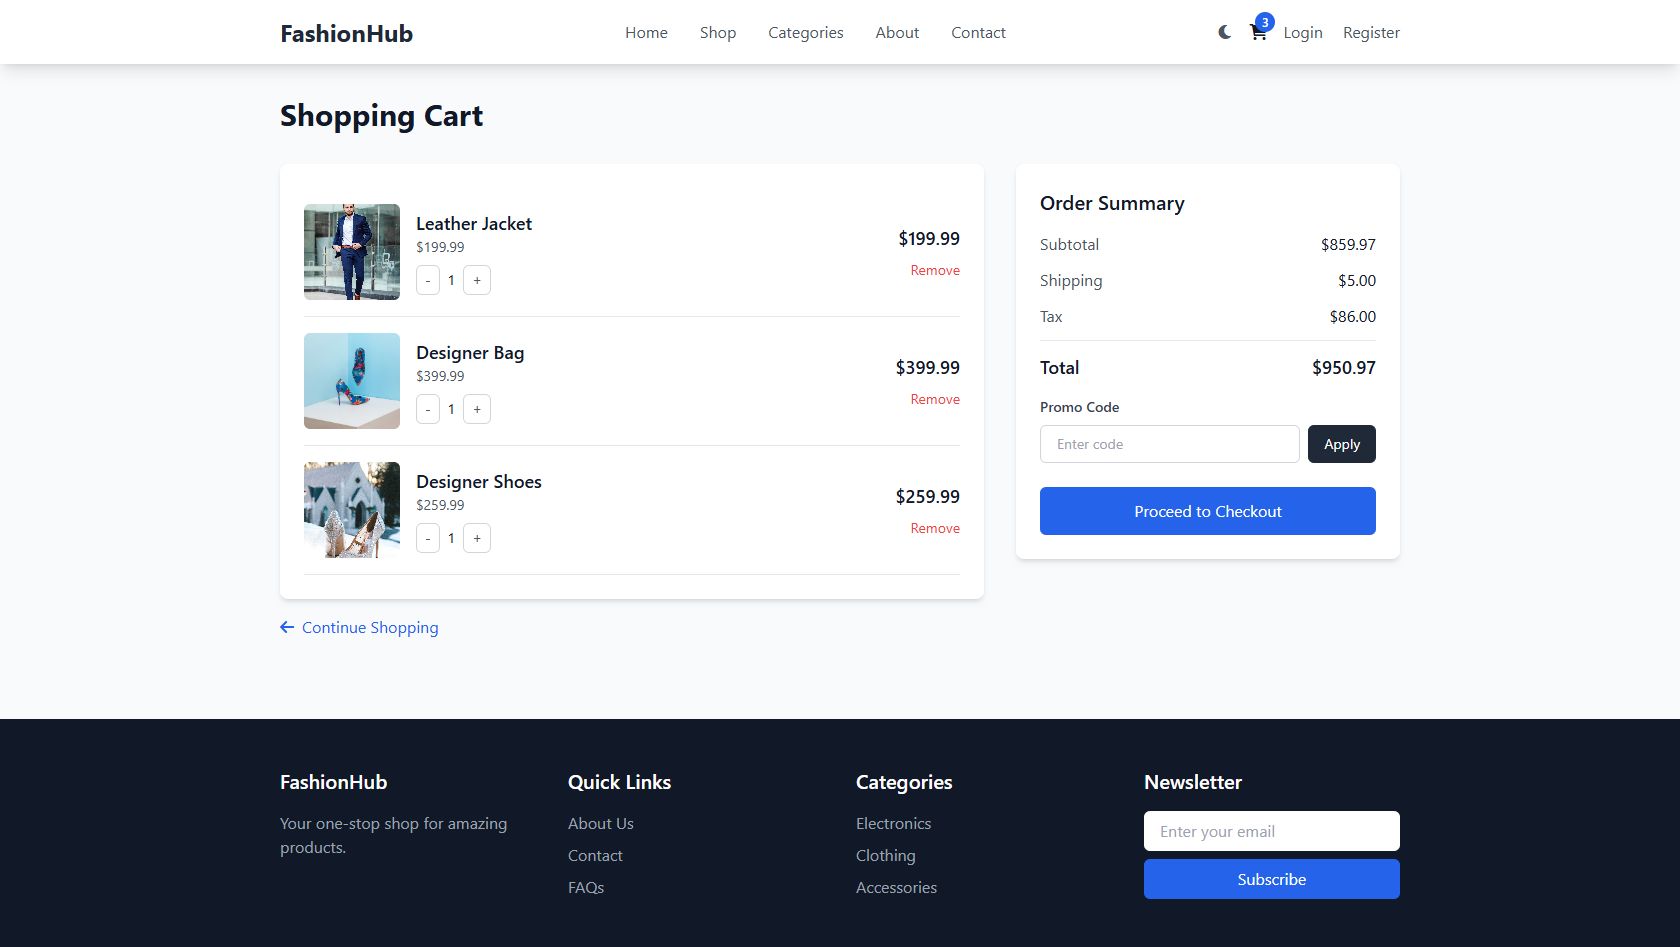 FashionHub
Home
Shop
Categories
About
Contact
3
Login
Register
Shopping Cart
Leather Jacket
$199.99
- 1 +
$199.99
Remove
Designer Bag
$399.99
- 1 +
$399.99
Remove
Designer Shoes
$259.99
- 1 +
$259.99
Remove
Continue Shopping
Order Summary
Subtotal $859.97
Shipping $5.00
Tax $86.00
Total $950.97
Promo Code
Enter code
Apply
Proceed to Checkout
FashionHub
Your one-stop shop for amazing
products.
Quick Links
About Us
Contact
FAQs
Categories
Electronics
Clothing
Accessories
Newsletter
Enter your email
Subscribe